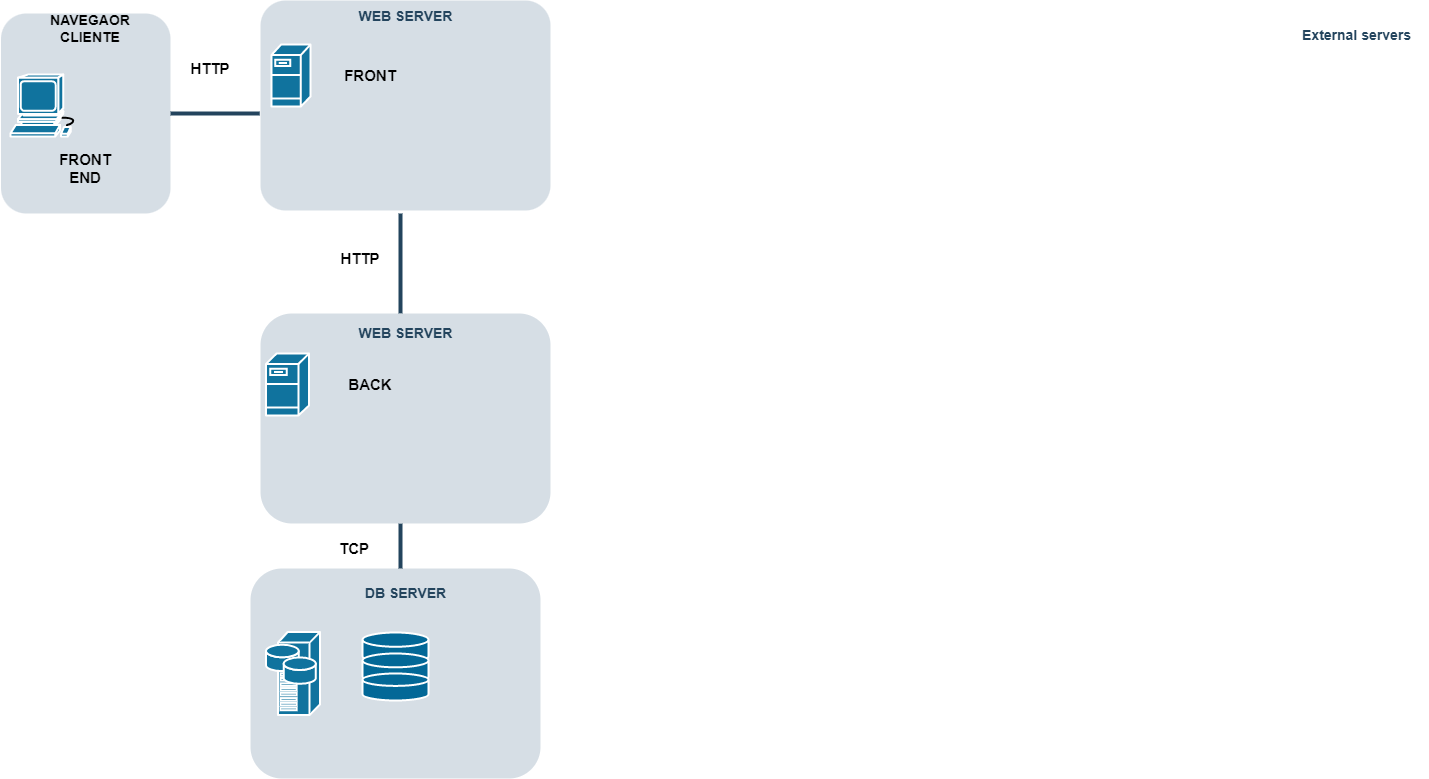 NAVEGAOR
CLIENTE
FRONT
END
HTTP
WEB SERVER
FRONT
External servers
HTTP
WEB SERVER
BACK
TCP
DB SERVER